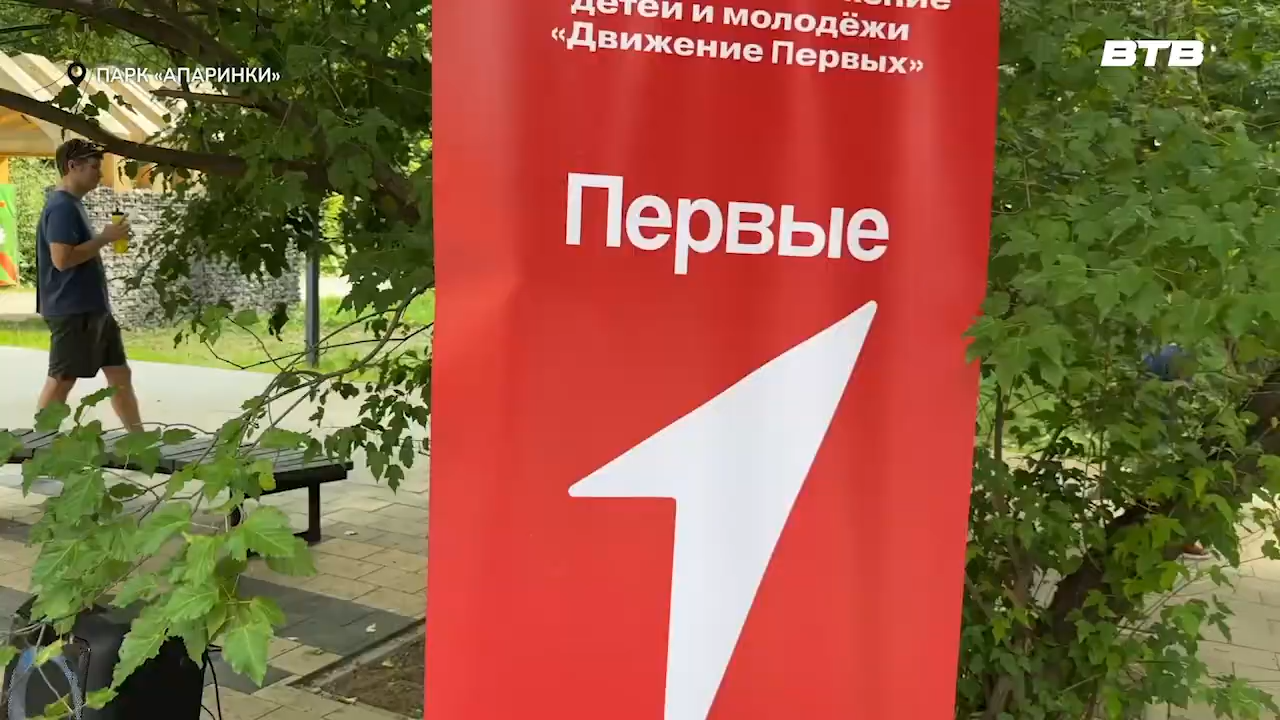 ПАРК «АПАРИНКИ»
ВТВ
детей и молодёжи
«Движение Первых»
Первые